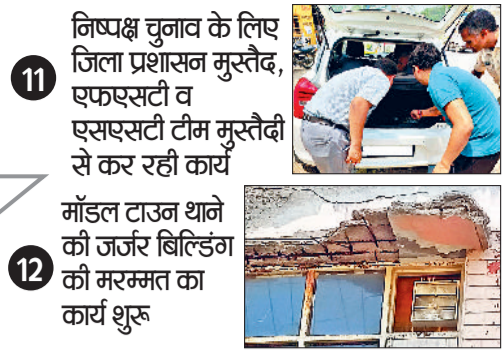 11
निष्पक्ष चुनाव के लिए
जिला प्रशासन मुस्तैद,
एफएसटी व
एसएसटी टीम मुस्तैदी
से कर रही कार्य
12
मॉडल टाउन थाने
की जर्जर बिल्डिंग
की मरम्मत का
कार्य शुरू